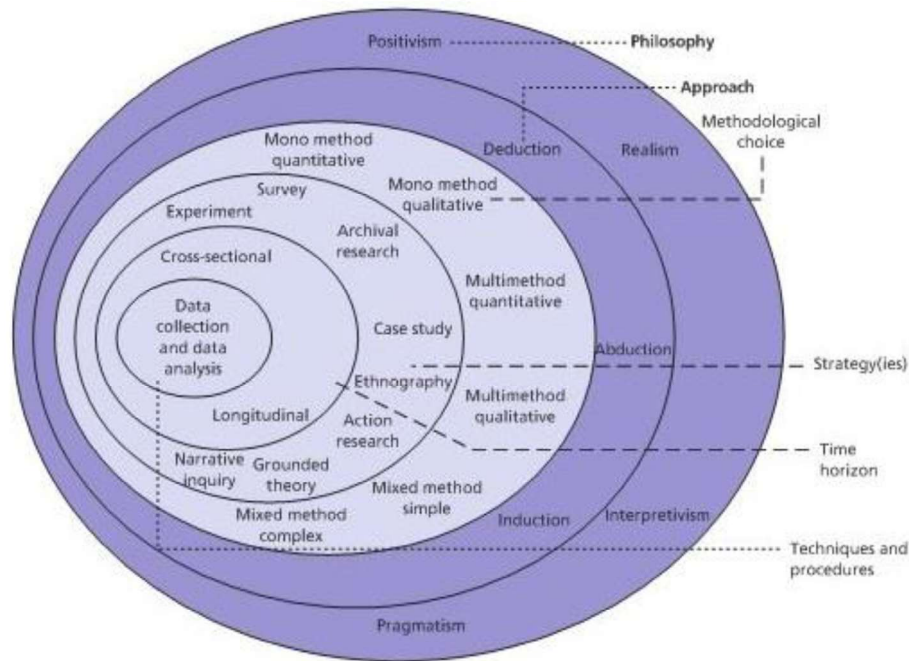 Positivism
Philosophy
Approach
Methodological
choice
Mono method
quantitative
Deduction
Realism
Survey
Mono method
qualitative
Experiment
Archival
research
Cross-sectional
Multimethod
quantitative
Data
collection
and data
analysis
Case study
Abduction
Strategy(ies)
Ethnography
Multimethod
qualitative
Longitudinal
Action
research
Time
horizon
Narrative
inquiry
Grounded
theory
Mixed method
simple
Mixed method
complex
Induction
Interpretivism
Techniques and
procedures
Pragmatism